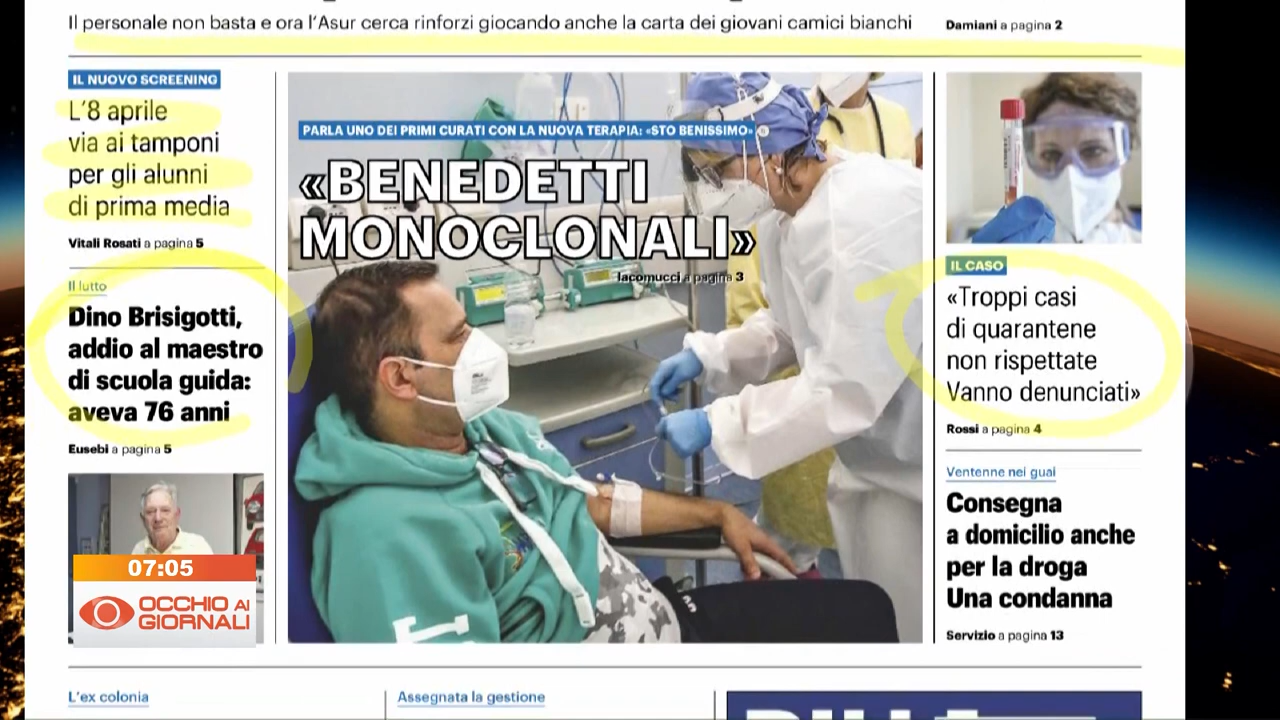 Il personale non basta e ora l'Asur cerca rinforzi giocando anche la carta dei giovani camici bianchi
Damiani a pagina 2
IL NUOVO SCREENING
L'8 aprile
via ai tamponi
per gli alunni
di prima media
Vitali Rosati a pagina 5
Il lutto
Dino Brisigotti,
addio al maestro
di scuola guida:
aveva 76 anni
Eusebi a pagina 5
PARLA UNO DEI PRIMI CURATI CON LA NUOVA TERAPIA: «STO BENISSIMO»
«BENEDETTI
MONOCLONALI»
Iacomucci a pagina 3
IL CASO
«Troppi casi
di quarantene
non rispettate
Vanno denunciati»
Rossi a pagina 4
Ventenne nei guai
Consegna
a domicilio anche
per la droga
Una condanna
Servizio a pagina 13
07:05
OCCHIO AI
GIORNALI
L'ex colonia
Assegnata la gestione